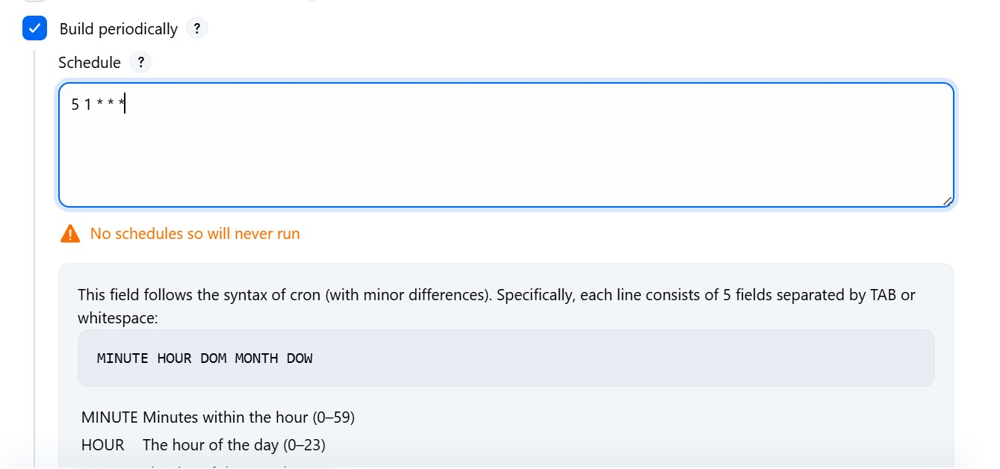 Build periodically ?
Schedule ?
5 1 * * *
No schedules so will never run
This field follows the syntax of cron (with minor differences). Specifically, each line consists of 5 fields separated by TAB or
whitespace:
MINUTE HOUR DOM MONTH DOW
MINUTE Minutes within the hour (0–59)
HOUR The hour of the day (0–23)